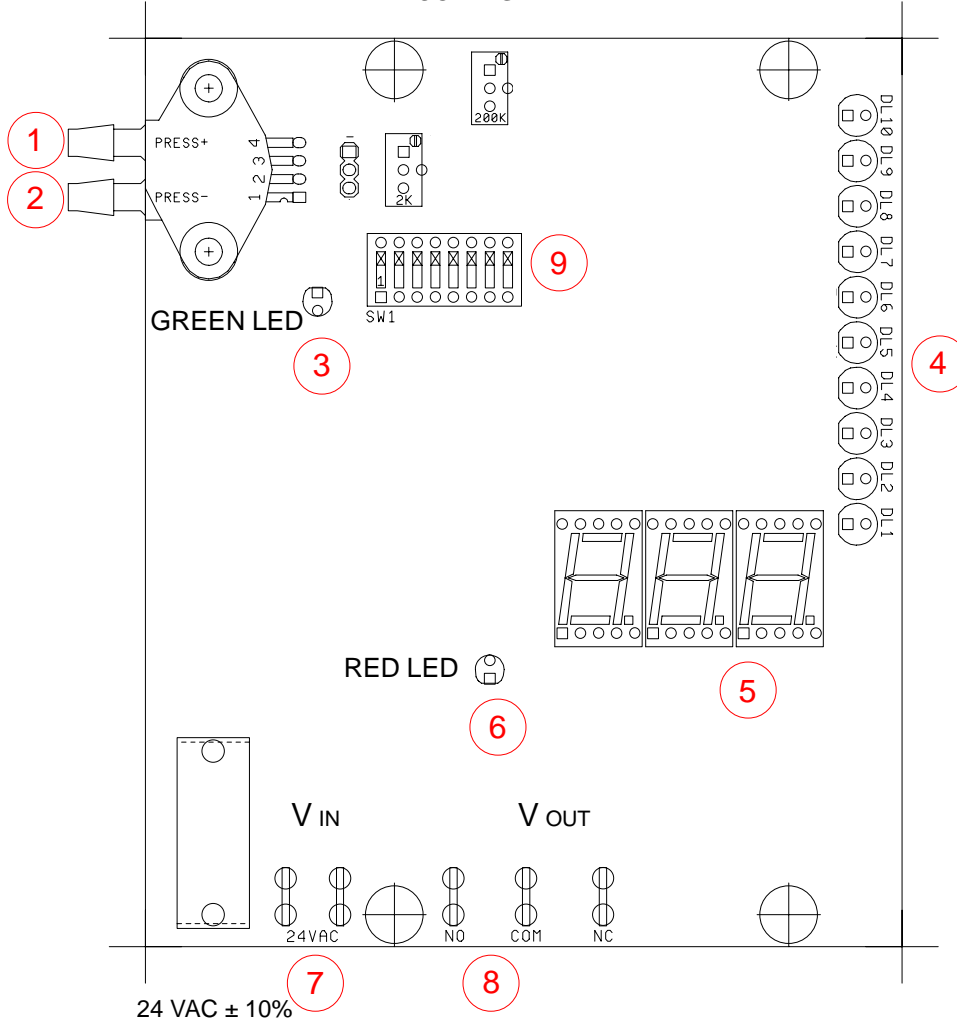 200K
DL10
1
PRESS+
4
3
2
1
-
DL9
2
PRESS-
2K
DL8
9
DL7
1
DL6
GREEN LED
SW1
DL5
3
4
DL4
DL3
DL2
DL1
RED LED
5
6
V IN
V OUT
24VAC
NO
COM
NC
7
8
24 VAC ± 10%